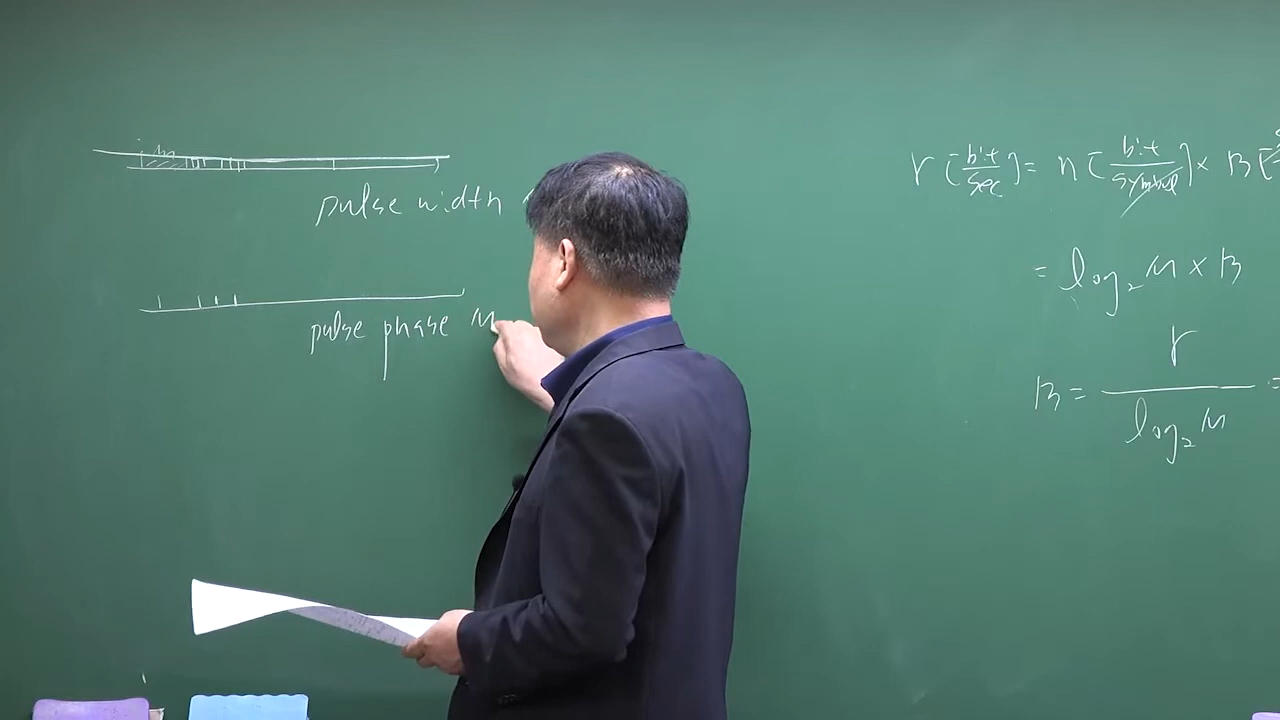 pulse width
pulse phase M
r [bit/sec] = n [bit/symbol] × B [
= log₂ M × B
B = r / log₂ M =